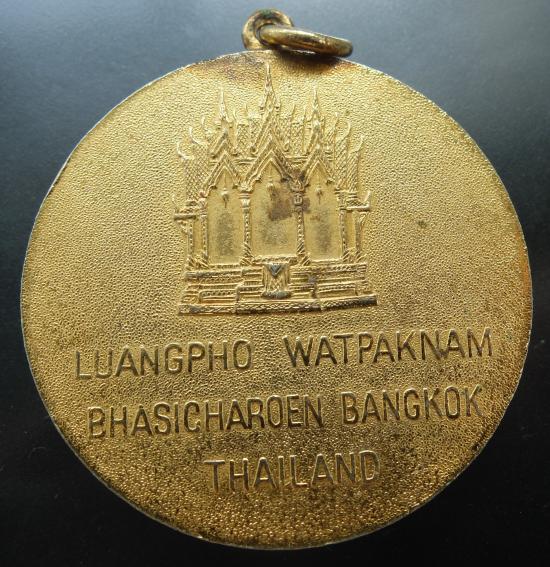 LUANGPHO WATPAKNAM
BHASICHAROEN BANGKOK
THAILAND